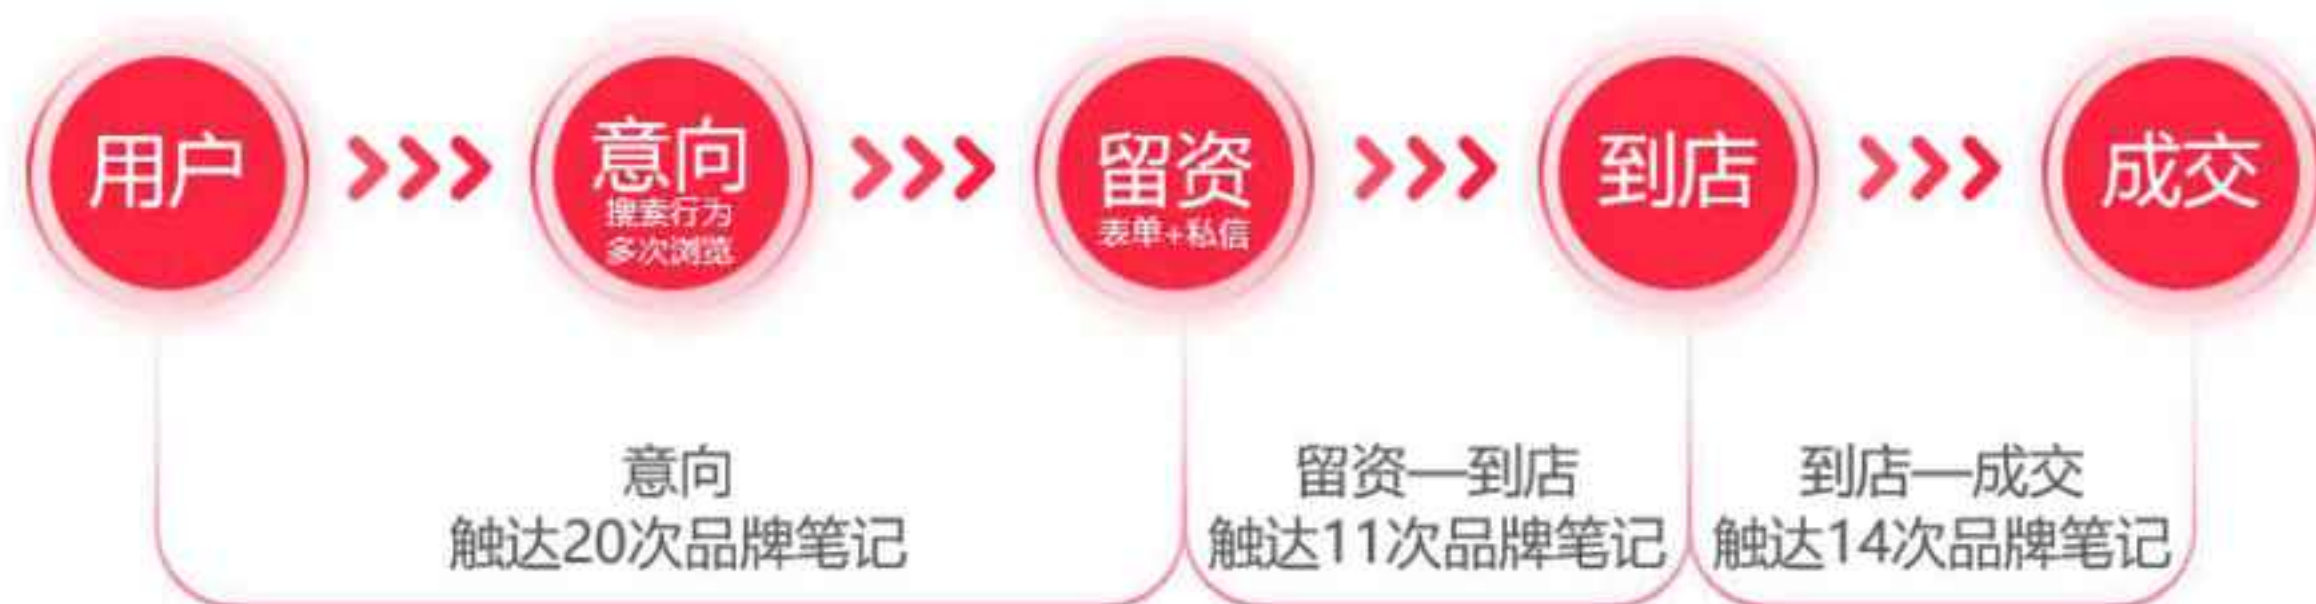 用户
意向
搜索行为
多次浏览
留资
表单+私信
到店
成交
意向
触达20次品牌笔记
留资—到店
触达11次品牌笔记
到店—成交
触达14次品牌笔记